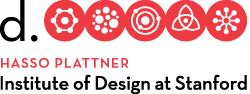 d.
HASSO PLATTNER
Institute of Design at Stanford